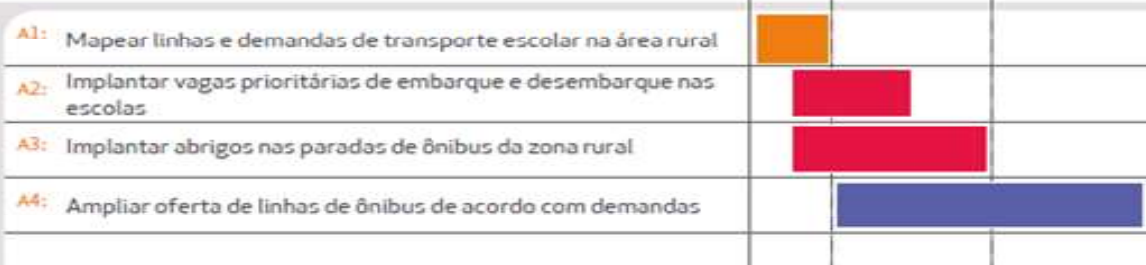 A1: Mapear linhas e demandas de transporte escolar na área rural
A2: Implantar vagas prioritárias de embarque e desembarque nas
escolas
A3: Implantar abrigos nas paradas de ônibus da zona rural
A4: Ampliar oferta de linhas de ônibus de acordo com demandas